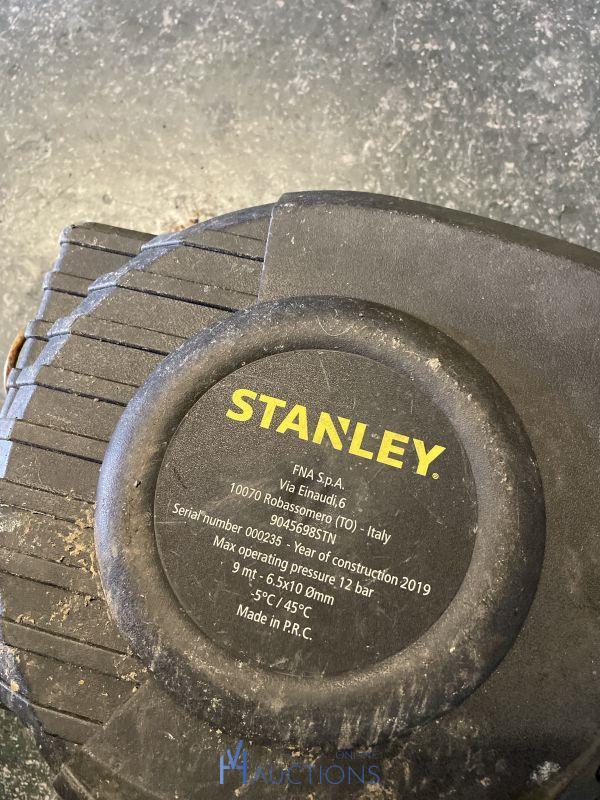 STANLEY®
FNA S.p.A.
Via Einaudi,6
10070 Robassomero (TO) - Italy
9045698STN
Serial number 000235 - Year of construction 2019
Max operating pressure 12 bar
9 mt - 6.5x10 Ømm
-5°C / 45°C
Made in P.R.C.
ONLINE
AUCTIONS